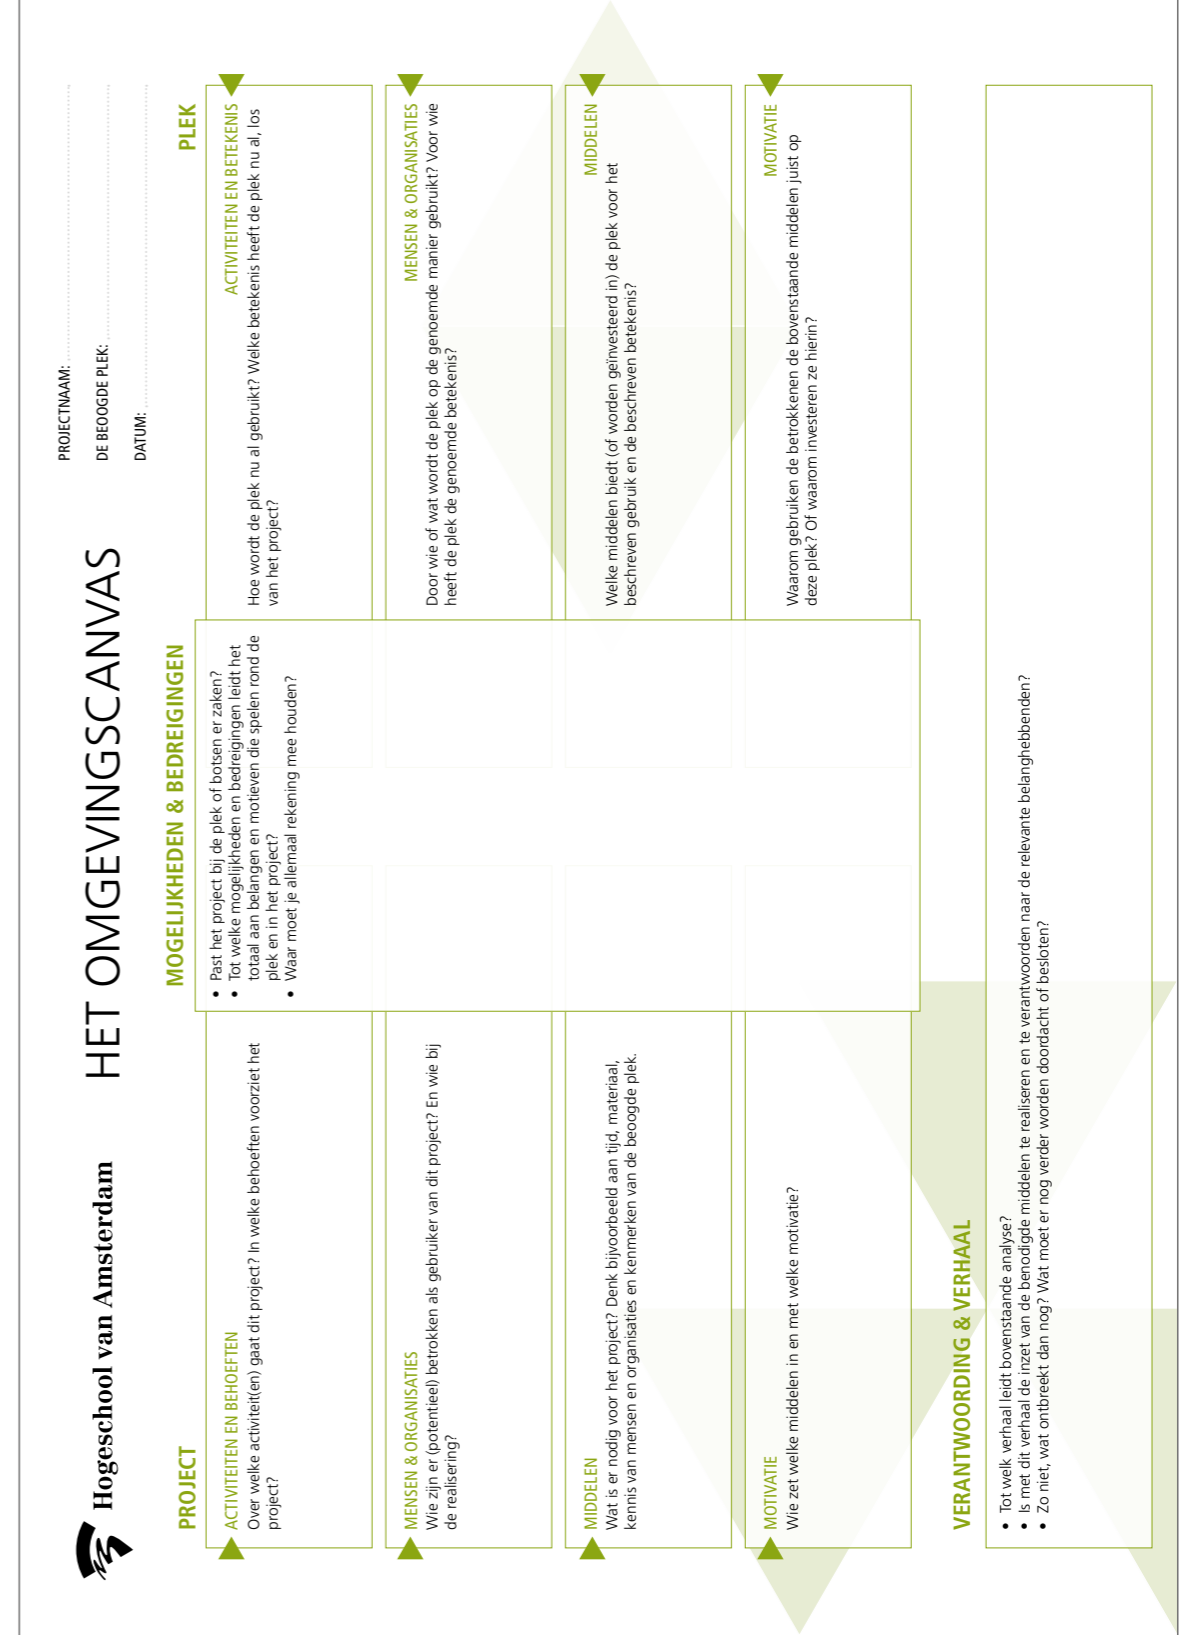 Hogeschool van Amsterdam
HET OMGEVINGSCANVAS
PROJECTNAAM:
DE BEOOGDE PLEK:
DATUM:
PROJECT
ACTIVITEITEN EN BEHOEFTEN
Over welke activiteit(en) gaat dit project? In welke behoeften voorziet het
project?
MENSEN & ORGANISATIES
Wie zijn er (potentieel) betrokken als gebruiker van dit project? En wie bij
de realisering?
MIDDELEN
Wat is er nodig voor het project? Denk bijvoorbeeld aan tijd, materiaal,
kennis van mensen en organisaties en kenmerken van de beoogde plek.
MOTIVATIE
Wie zet welke middelen in en met welke motivatie?
MOGELIJKHEDEN & BEDREIGINGEN
• Past het project bij de plek of botsen er zaken?
• Tot welke mogelijkheden en bedreigingen leidt het
totaal aan belangen en motieven die spelen rond de
plek en in het project?
• Waar moet je allemaal rekening mee houden?
PLEK
ACTIVITEITEN EN BETEKENIS
Hoe wordt de plek nu al gebruikt? Welke betekenis heeft de plek nu al, los
van het project?
MENSEN & ORGANISATIES
Door wie of wat wordt de plek op de genoemde manier gebruikt? Voor wie
heeft de plek de genoemde betekenis?
MIDDELEN
Welke middelen biedt (of worden geïnvesteerd in) de plek voor het
beschreven gebruik en de beschreven betekenis?
MOTIVATIE
Waarom gebruiken de betrokkenen de bovenstaande middelen juist op
deze plek? Of waarom investeren ze hierin?
VERANTWOORDING & VERHAAL
• Tot welk verhaal leidt bovenstaande analyse?
• Is met dit verhaal de inzet van de benodigde middelen te realiseren en te verantwoorden naar de relevante belanghebbenden?
• Zo niet, wat ontbreekt dan nog? Wat moet er nog verder worden doordacht of besloten?